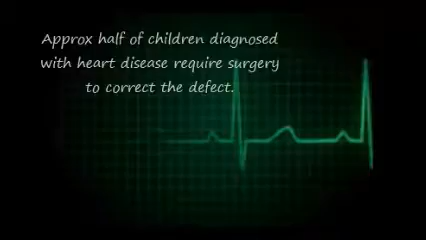 Approx half of children diagnosed
with heart disease require surgery
to correct the defect.